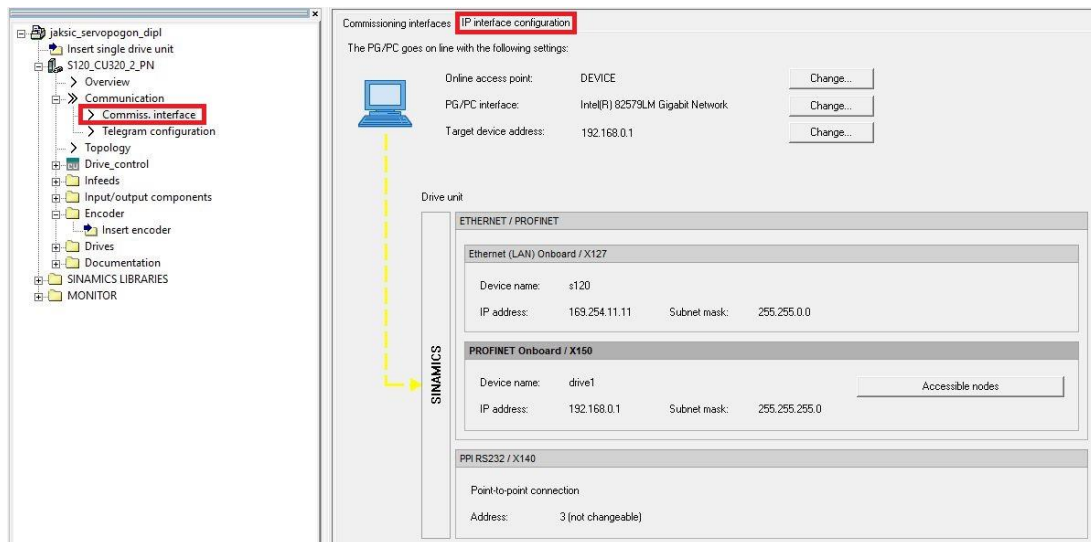 jaksic_servopogon_dipl
Insert single drive unit
S120_CU320_2_PN
Overview
Communication
Commiss. interface
Telegram configuration
Topology
Drive_control
Infeeds
Input/output components
Encoder
Insert encoder
Drives
Documentation
SINAMICS LIBRARIES
MONITOR
Commissioning interfaces IP interface configuration
The PG/PC goes on line with the following settings:
Online access point: DEVICE Change...
PG/PC interface: Intel(R) 82579LM Gigabit Network Change...
Target device address: 192.168.0.1 Change...
Drive unit
SINAMICS
ETHERNET / PROFINET
Ethernet (LAN) Onboard / X127
Device name: s120
IP address: 169.254.11.11 Subnet mask: 255.255.0.0
PROFINET Onboard / X150
Device name: drive1 Accessible nodes
IP address: 192.168.0.1 Subnet mask: 255.255.255.0
PPI RS232 / X140
Point-to-point connection
Address: 3 (not changeable)